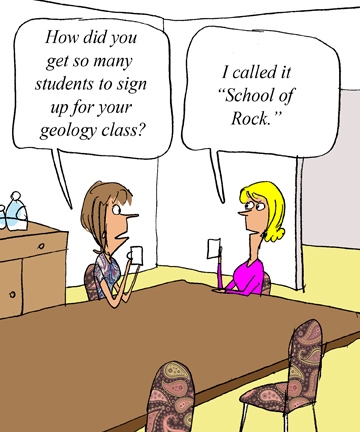 How did you
get so many
students to sign
up for your
geology class?
I called it
“School of
Rock.”